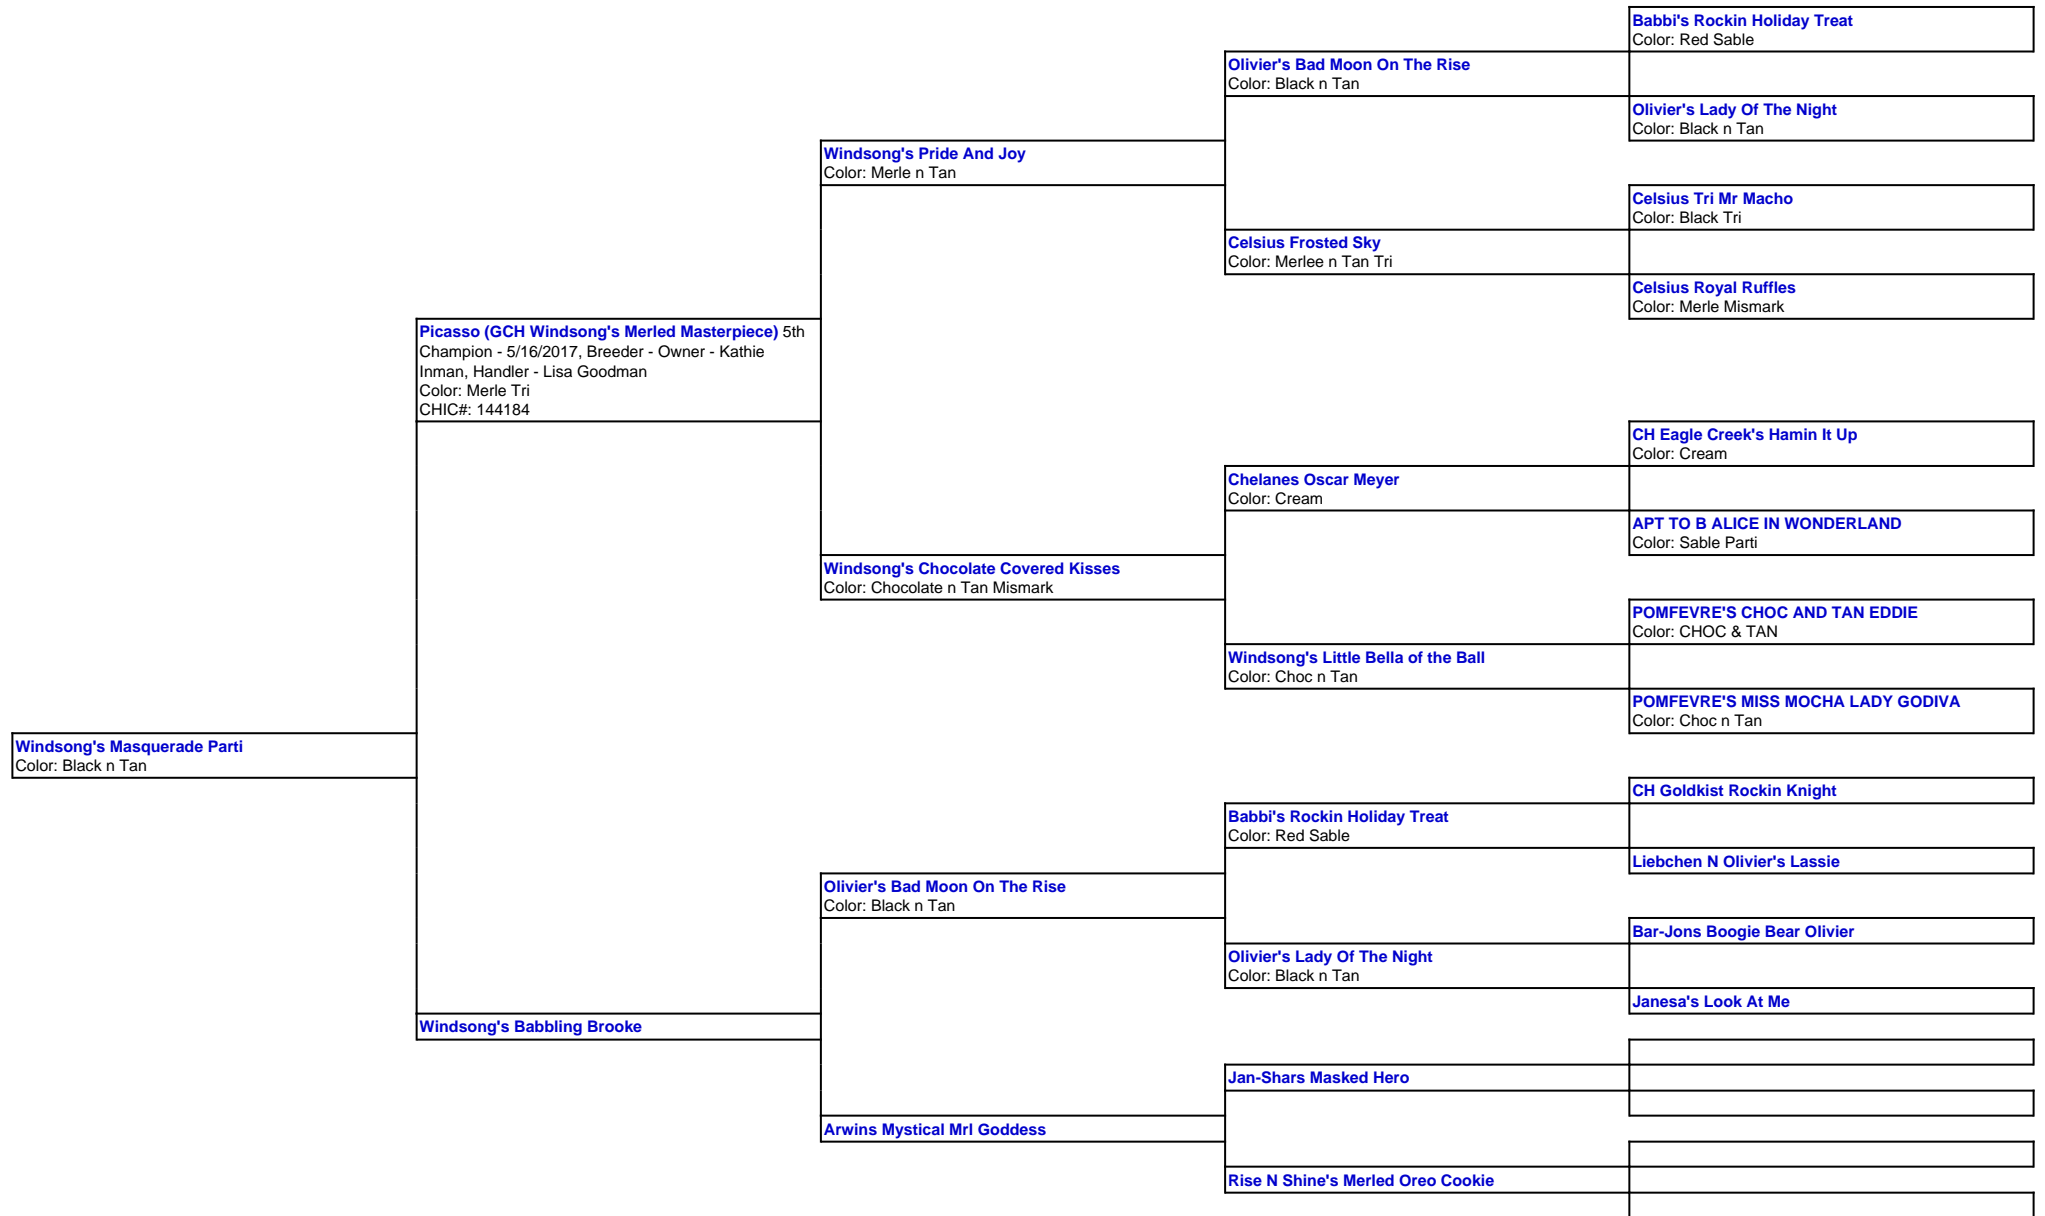 Babbi's Rockin Holiday Treat
Color: Red Sable
Olivier's Bad Moon On The Rise
Color: Black n Tan
Olivier's Lady Of The Night
Color: Black n Tan
Windsong's Pride And Joy
Color: Merle n Tan
Celsius Tri Mr Macho
Color: Black Tri
Celsius Frosted Sky
Color: Merlee n Tan Tri
Celsius Royal Ruffles
Color: Merle Mismark
Picasso (GCH Windsong's Merled Masterpiece) 5th
Champion - 5/16/2017, Breeder - Owner - Kathie
Inman, Handler - Lisa Goodman
Color: Merle Tri
CHIC#: 144184
CH Eagle Creek's Hamin It Up
Color: Cream
Chelanes Oscar Meyer
Color: Cream
APT TO B ALICE IN WONDERLAND
Color: Sable Parti
Windsong's Chocolate Covered Kisses
Color: Chocolate n Tan Mismark
POMFEVRE'S CHOC AND TAN EDDIE
Color: CHOC & TAN
Windsong's Little Bella of the Ball
Color: Choc n Tan
POMFEVRE'S MISS MOCHA LADY GODIVA
Color: Choc n Tan
Windsong's Masquerade Parti
Color: Black n Tan
CH Goldkist Rockin Knight
Babbi's Rockin Holiday Treat
Color: Red Sable
Liebchen N Olivier's Lassie
Olivier's Bad Moon On The Rise
Color: Black n Tan
Bar-Jons Boogie Bear Olivier
Olivier's Lady Of The Night
Color: Black n Tan
Janesa's Look At Me
Windsong's Babbling Brooke
Jan-Shars Masked Hero
Arwins Mystical Mrl Goddess
Rise N Shine's Merled Oreo Cookie